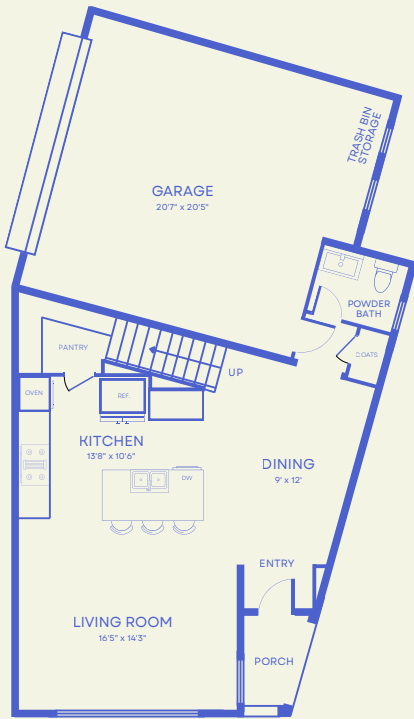 TRASH BIN
STORAGE
GARAGE
20'7" x 20'5"
POWDER
BATH
PANTRY
COATS
UP
OVEN
REF.
KITCHEN
13'8" x 10'6"
DINING
9' x 12'
DW
ENTRY
LIVING ROOM
16'5" x 14'3"
PORCH